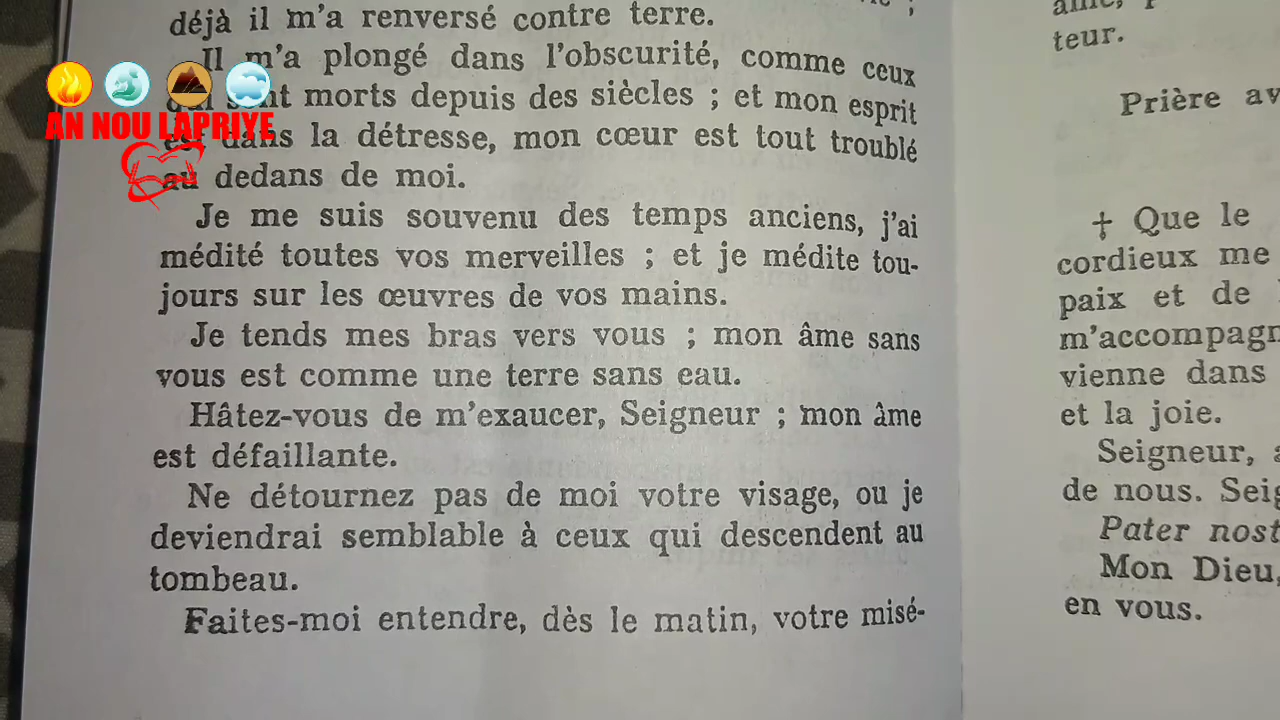 déjà il m'a renversé contre terre.
Il m'a plongé dans l'obscurité, comme ceux
sont morts depuis des siècles ; et mon esprit
est dans la détresse, mon cœur est tout troublé
au dedans de moi.
Je me suis souvenu des temps anciens, j'ai
médité toutes vos merveilles ; et je médite tou-
jours sur les œuvres de vos mains.
Je tends mes bras vers vous ; mon âme sans
vous est comme une terre sans eau.
Hâtez-vous de m'exaucer, Seigneur ; mon âme
est défaillante.
Ne détournez pas de moi votre visage, ou je
deviendrai semblable à ceux qui descendent au
tombeau.
Faites-moi entendre, dès le matin, votre misé-
AN NOU LAPRIYE
teur.
Prière av
† Que le
cordieux me
paix et de
m'accompagn
vienne dans
et la joie.
Seigneur,
de nous. Seig
Pater nost
Mon Dieu,
en vous.